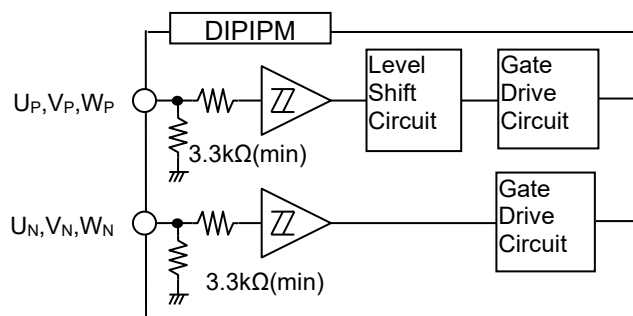 DIPIPM
UP,VP,WP
Level
Shift
Circuit
Gate
Drive
Circuit
3.3kΩ(min)
UN,VN,WN
Gate
Drive
Circuit
3.3kΩ(min)